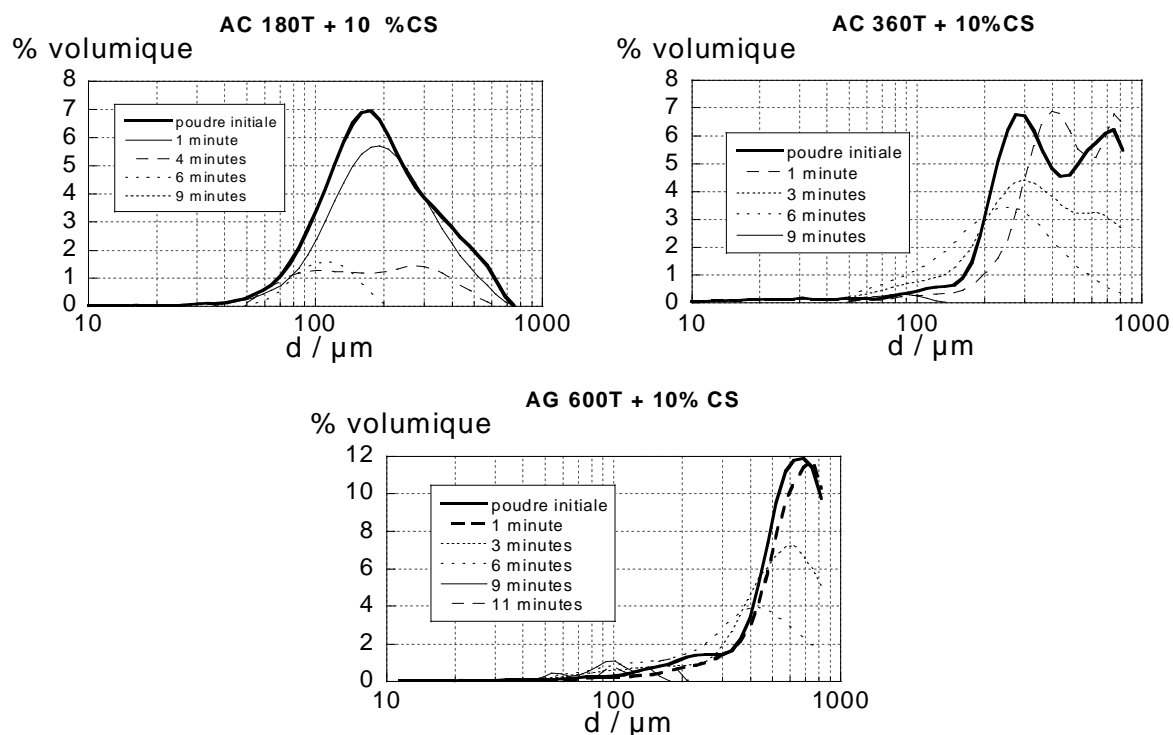 AC 180T + 10 %CS
% volumique
8
7
6
5
4
3
2
1
0
poudre initiale
1 minute
4 minutes
6 minutes
9 minutes
10
100
1000
d / µm
AC 360T + 10%CS
% volumique
8
7
6
5
4
3
2
1
0
poudre initiale
1 minute
3 minutes
6 minutes
9 minutes
10
100
1000
d / µm
AG 600T + 10% CS
% volumique
12
10
8
6
4
2
0
poudre initiale
1 minute
3 minutes
6 minutes
9 minutes
11 minutes
10
100
1000
d / µm